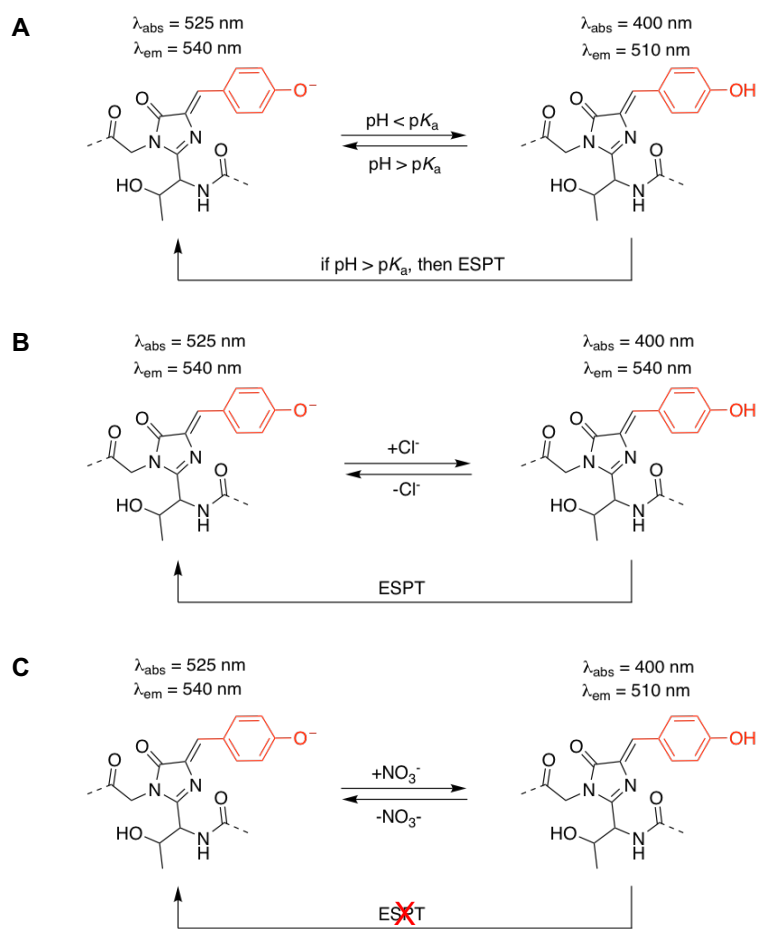 A
λabs = 525 nm
λem = 540 nm
λabs = 400 nm
λem = 510 nm
O
O⁻
O
N
N
O
HO
N
H
pH < pKa
pH > pKa
O
OH
O
N
N
O
HO
N
H
if pH > pKa, then ESPT
B
λabs = 525 nm
λem = 540 nm
λabs = 400 nm
λem = 540 nm
O
O⁻
O
N
N
O
HO
N
H
+Cl⁻
-Cl⁻
O
OH
O
N
N
O
HO
N
H
ESPT
C
λabs = 525 nm
λem = 540 nm
λabs = 400 nm
λem = 510 nm
O
O⁻
O
N
N
O
HO
N
H
+NO₃⁻
-NO₃-
O
OH
O
N
N
O
HO
N
H
ESPT
X